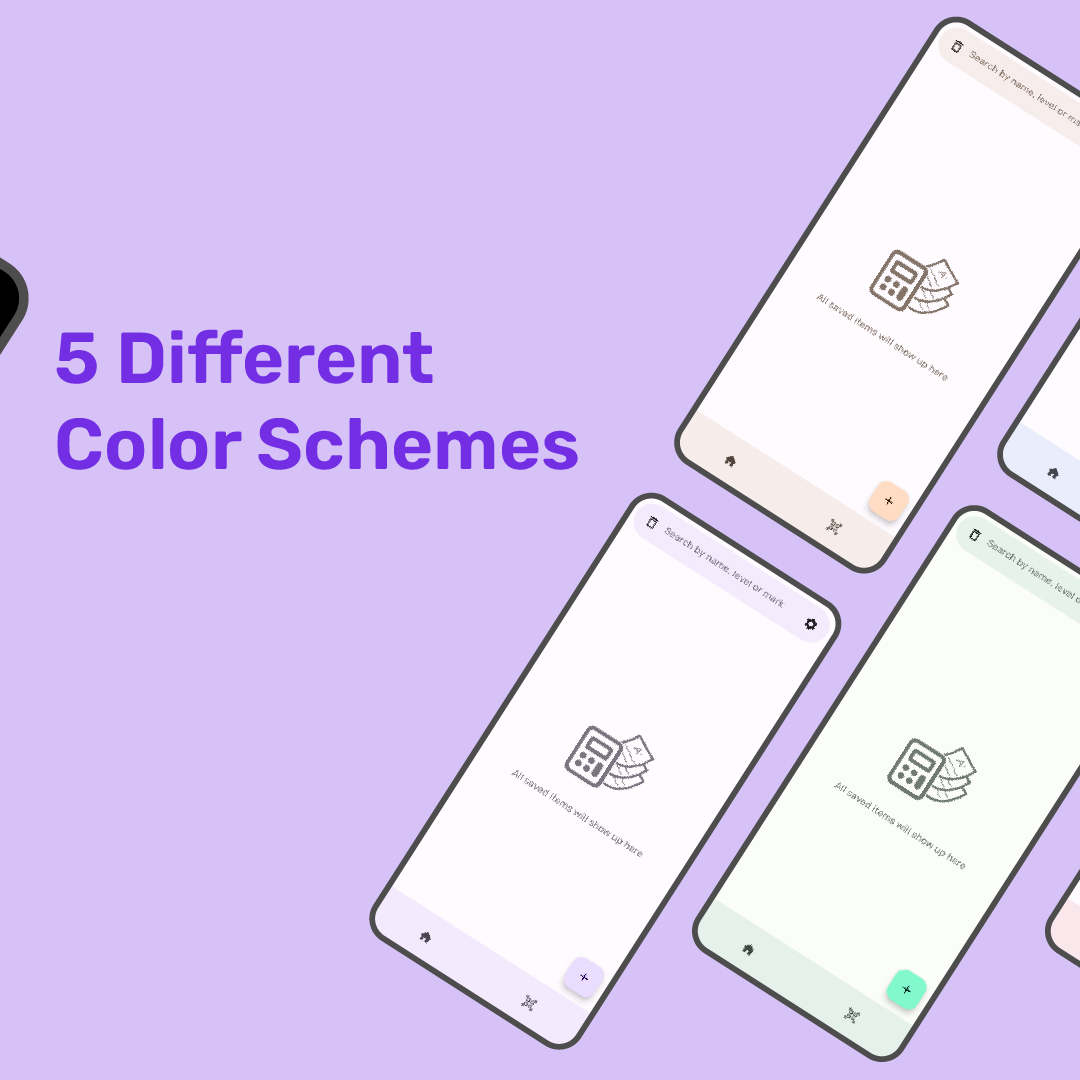 5 Different
Color Schemes
Search by name, level or ma
All saved items will show up here
Search by name, level or mark
All saved items will show up here
Search by name, level o
All saved items will show up here